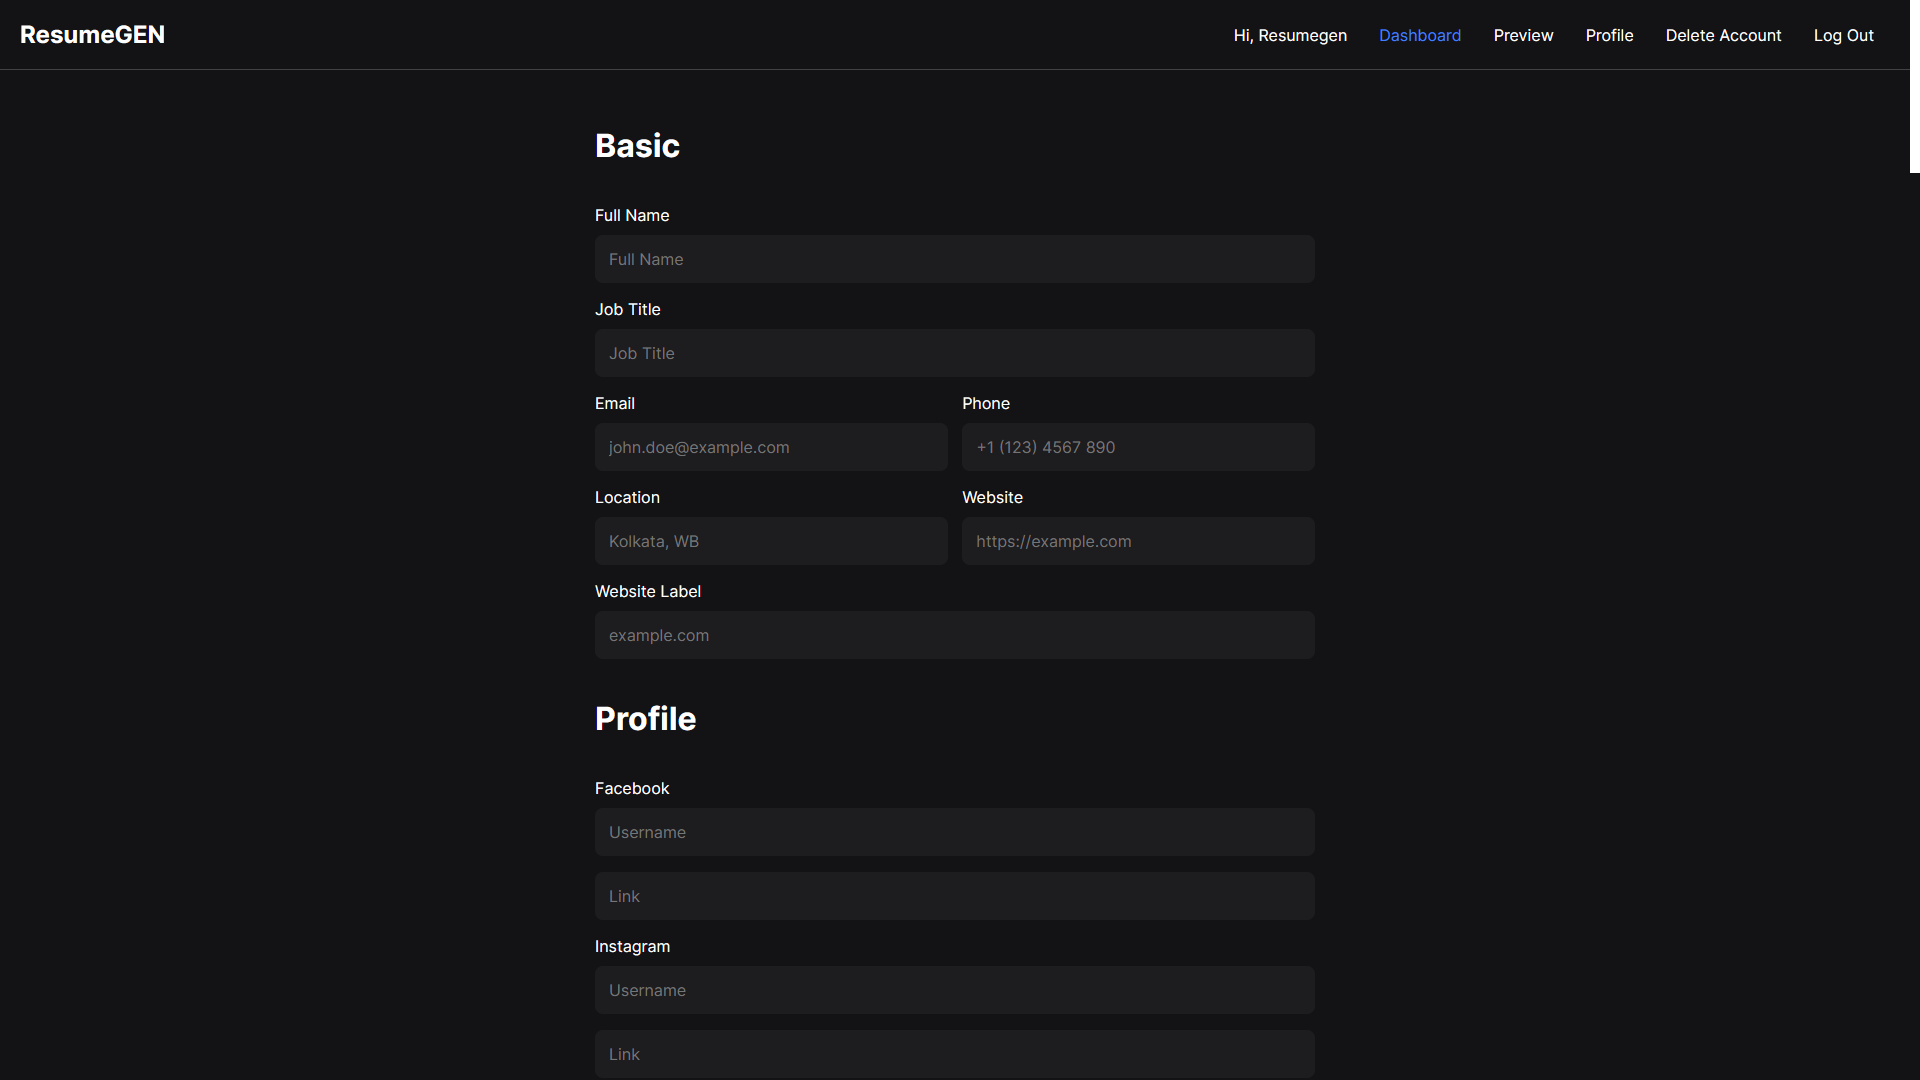 ResumeGEN
Hi, Resumegen Dashboard Preview Profile Delete Account Log Out
Basic
Full Name
Full Name
Job Title
Job Title
Email Phone
john.doe@example.com +1 (123) 4567 890
Location Website
Kolkata, WB https://example.com
Website Label
example.com
Profile
Facebook
Username
Link
Instagram
Username
Link